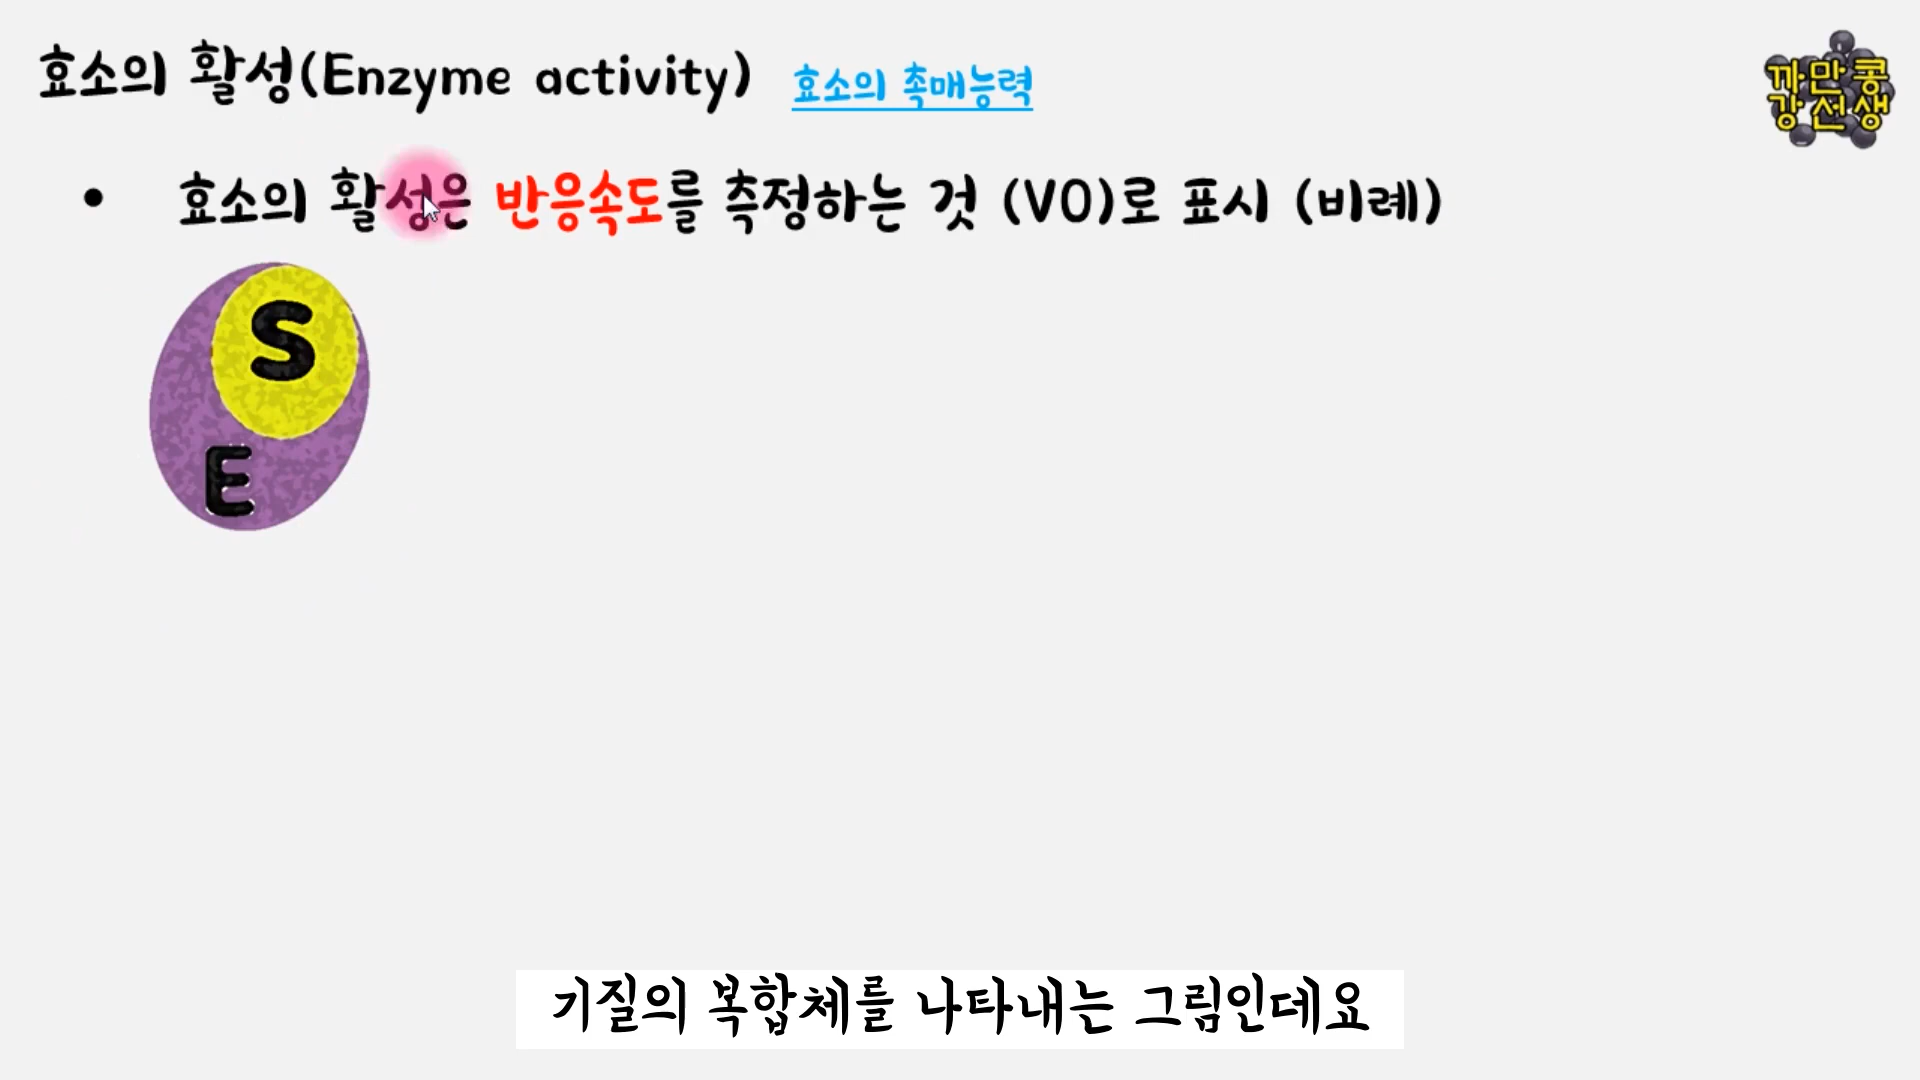 효소의 활성(Enzyme activity) 효소의 촉매능력
까만콩
강선생
• 효소의 활성은 반응속도를 측정하는 것 (V0)로 표시 (비례)
S
E
기질의 복합체를 나타내는 그림인데요